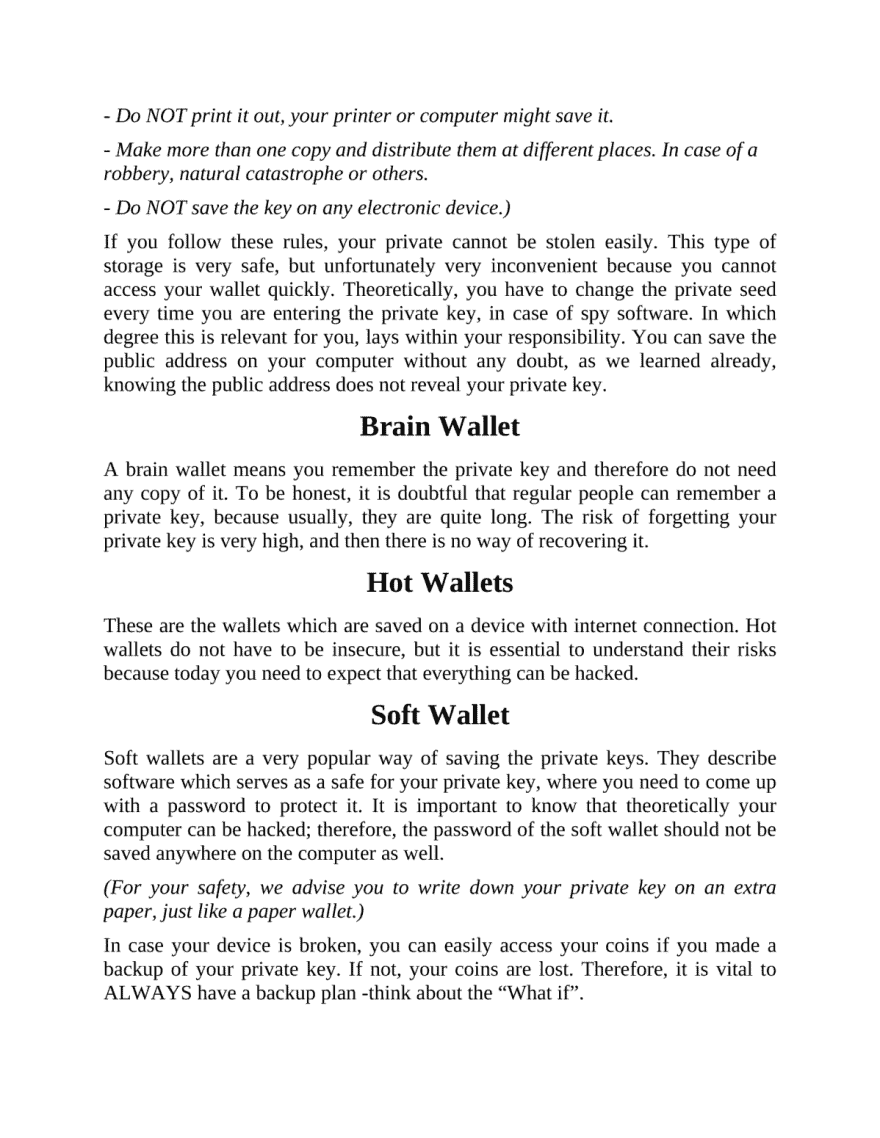 - Do NOT print it out, your printer or computer might save it.
- Make more than one copy and distribute them at different places. In case of a
robbery, natural catastrophe or others.
- Do NOT save the key on any electronic device.)
If you follow these rules, your private cannot be stolen easily. This type of
storage is very safe, but unfortunately very inconvenient because you cannot
access your wallet quickly. Theoretically, you have to change the private seed
every time you are entering the private key, in case of spy software. In which
degree this is relevant for you, lays within your responsibility. You can save the
public address on your computer without any doubt, as we learned already,
knowing the public address does not reveal your private key.
Brain Wallet
A brain wallet means you remember the private key and therefore do not need
any copy of it. To be honest, it is doubtful that regular people can remember a
private key, because usually, they are quite long. The risk of forgetting your
private key is very high, and then there is no way of recovering it.
Hot Wallets
These are the wallets which are saved on a device with internet connection. Hot
wallets do not have to be insecure, but it is essential to understand their risks
because today you need to expect that everything can be hacked.
Soft Wallet
Soft wallets are a very popular way of saving the private keys. They describe
software which serves as a safe for your private key, where you need to come up
with a password to protect it. It is important to know that theoretically your
computer can be hacked; therefore, the password of the soft wallet should not be
saved anywhere on the computer as well.
(For your safety, we advise you to write down your private key on an extra
paper, just like a paper wallet.)
In case your device is broken, you can easily access your coins if you made a
backup of your private key. If not, your coins are lost. Therefore, it is vital to
ALWAYS have a backup plan -think about the “What if”.